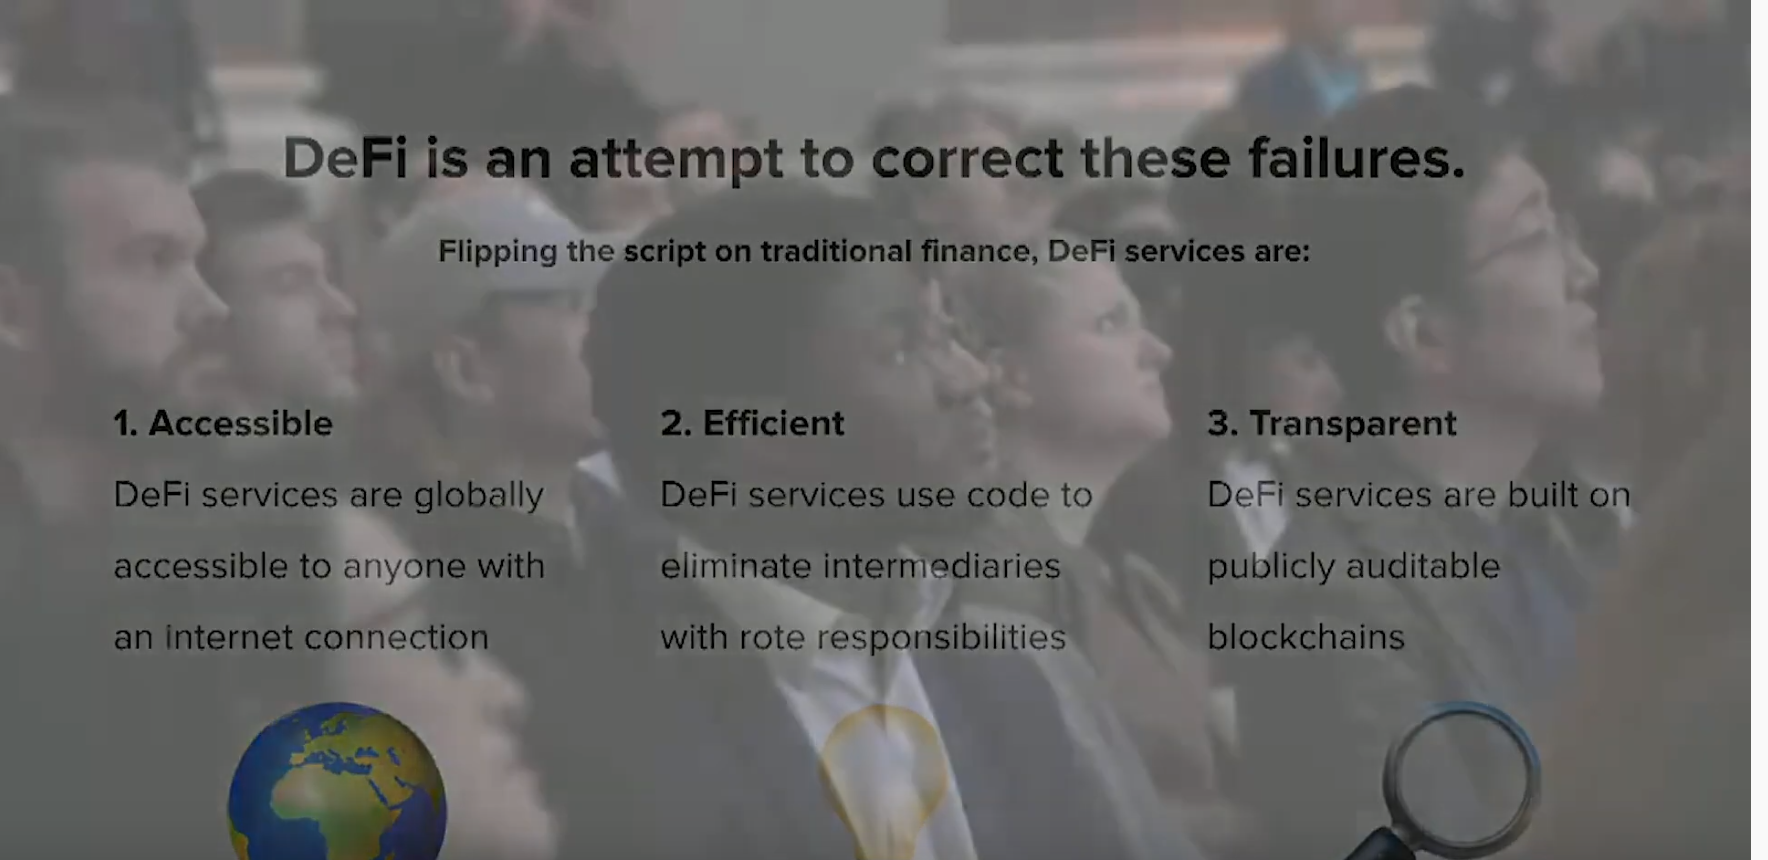 DeFi is an attempt to correct these failures.
Flipping the script on traditional finance, DeFi services are:
1. Accessible
DeFi services are globally
accessible to anyone with
an internet connection
2. Efficient
DeFi services use code to
eliminate intermediaries
with rote responsibilities
3. Transparent
DeFi services are built on
publicly auditable
blockchains